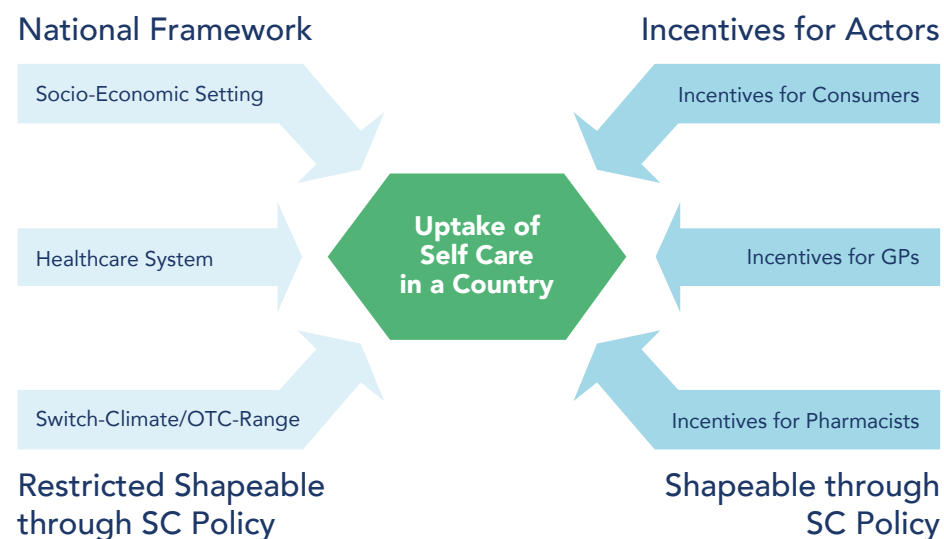 National Framework
Incentives for Actors
Socio-Economic Setting
Incentives for Consumers
Healthcare System
Uptake of
Self Care
in a Country
Incentives for GPs
Switch-Climate/OTC-Range
Incentives for Pharmacists
Restricted Shapeable
through SC Policy
Shapeable through
SC Policy